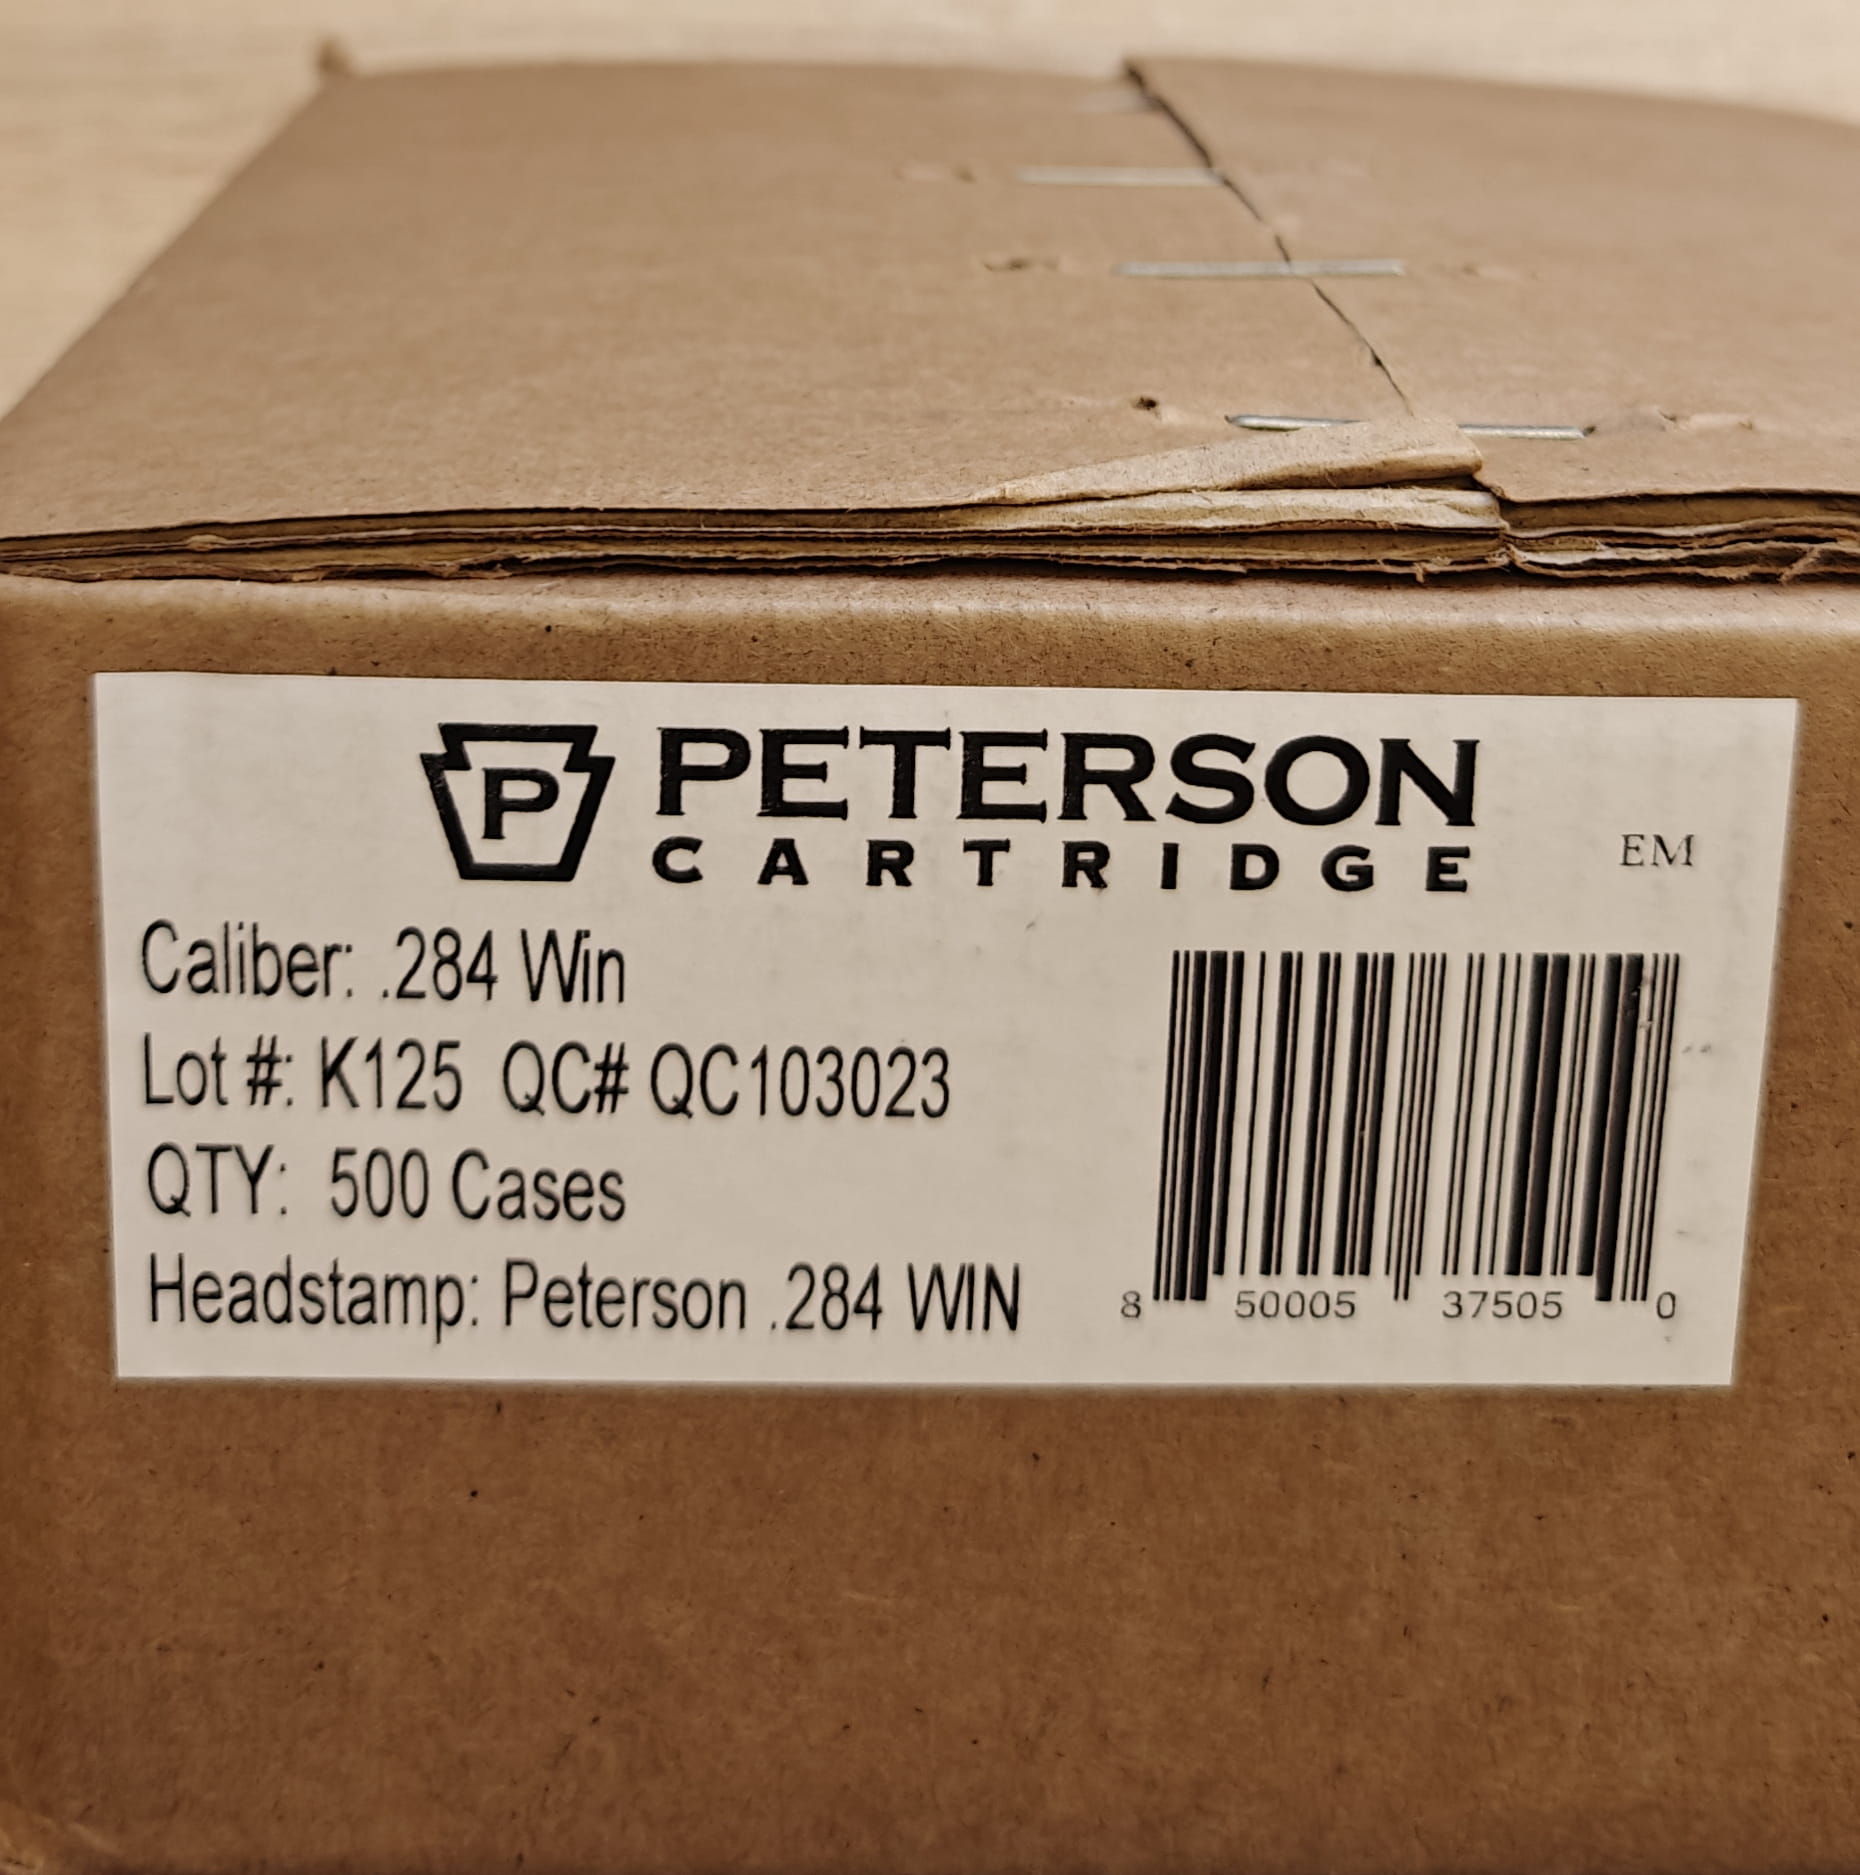 P
PETERSON
CARTRIDGE
EM
Caliber: .284 Win
Lot #: K125 QC# QC103023
QTY: 500 Cases
Headstamp: Peterson .284 WIN
8 50005 37505 0